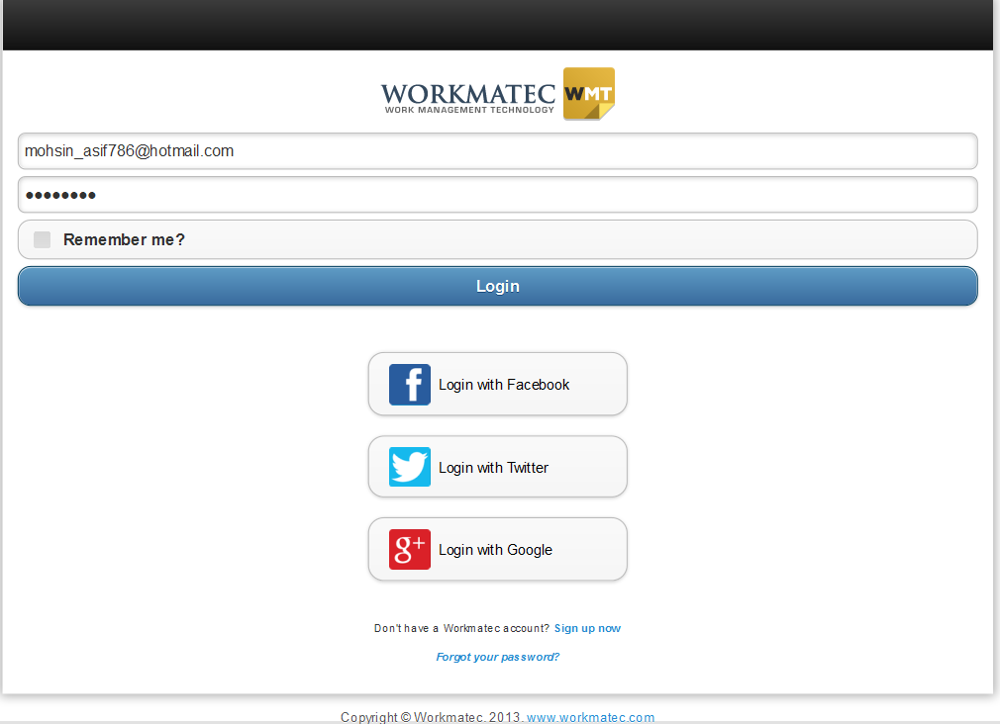 WORKMATEC WMT
WORK MANAGEMENT TECHNOLOGY
mohsin_asif786@hotmail.com
••••••••
Remember me?
Login
f Login with Facebook
Login with Twitter
g+ Login with Google
Don't have a Workmatec account? Sign up now
Forgot your password?
Copyright © Workmatec. 2013. www.workmatec.com